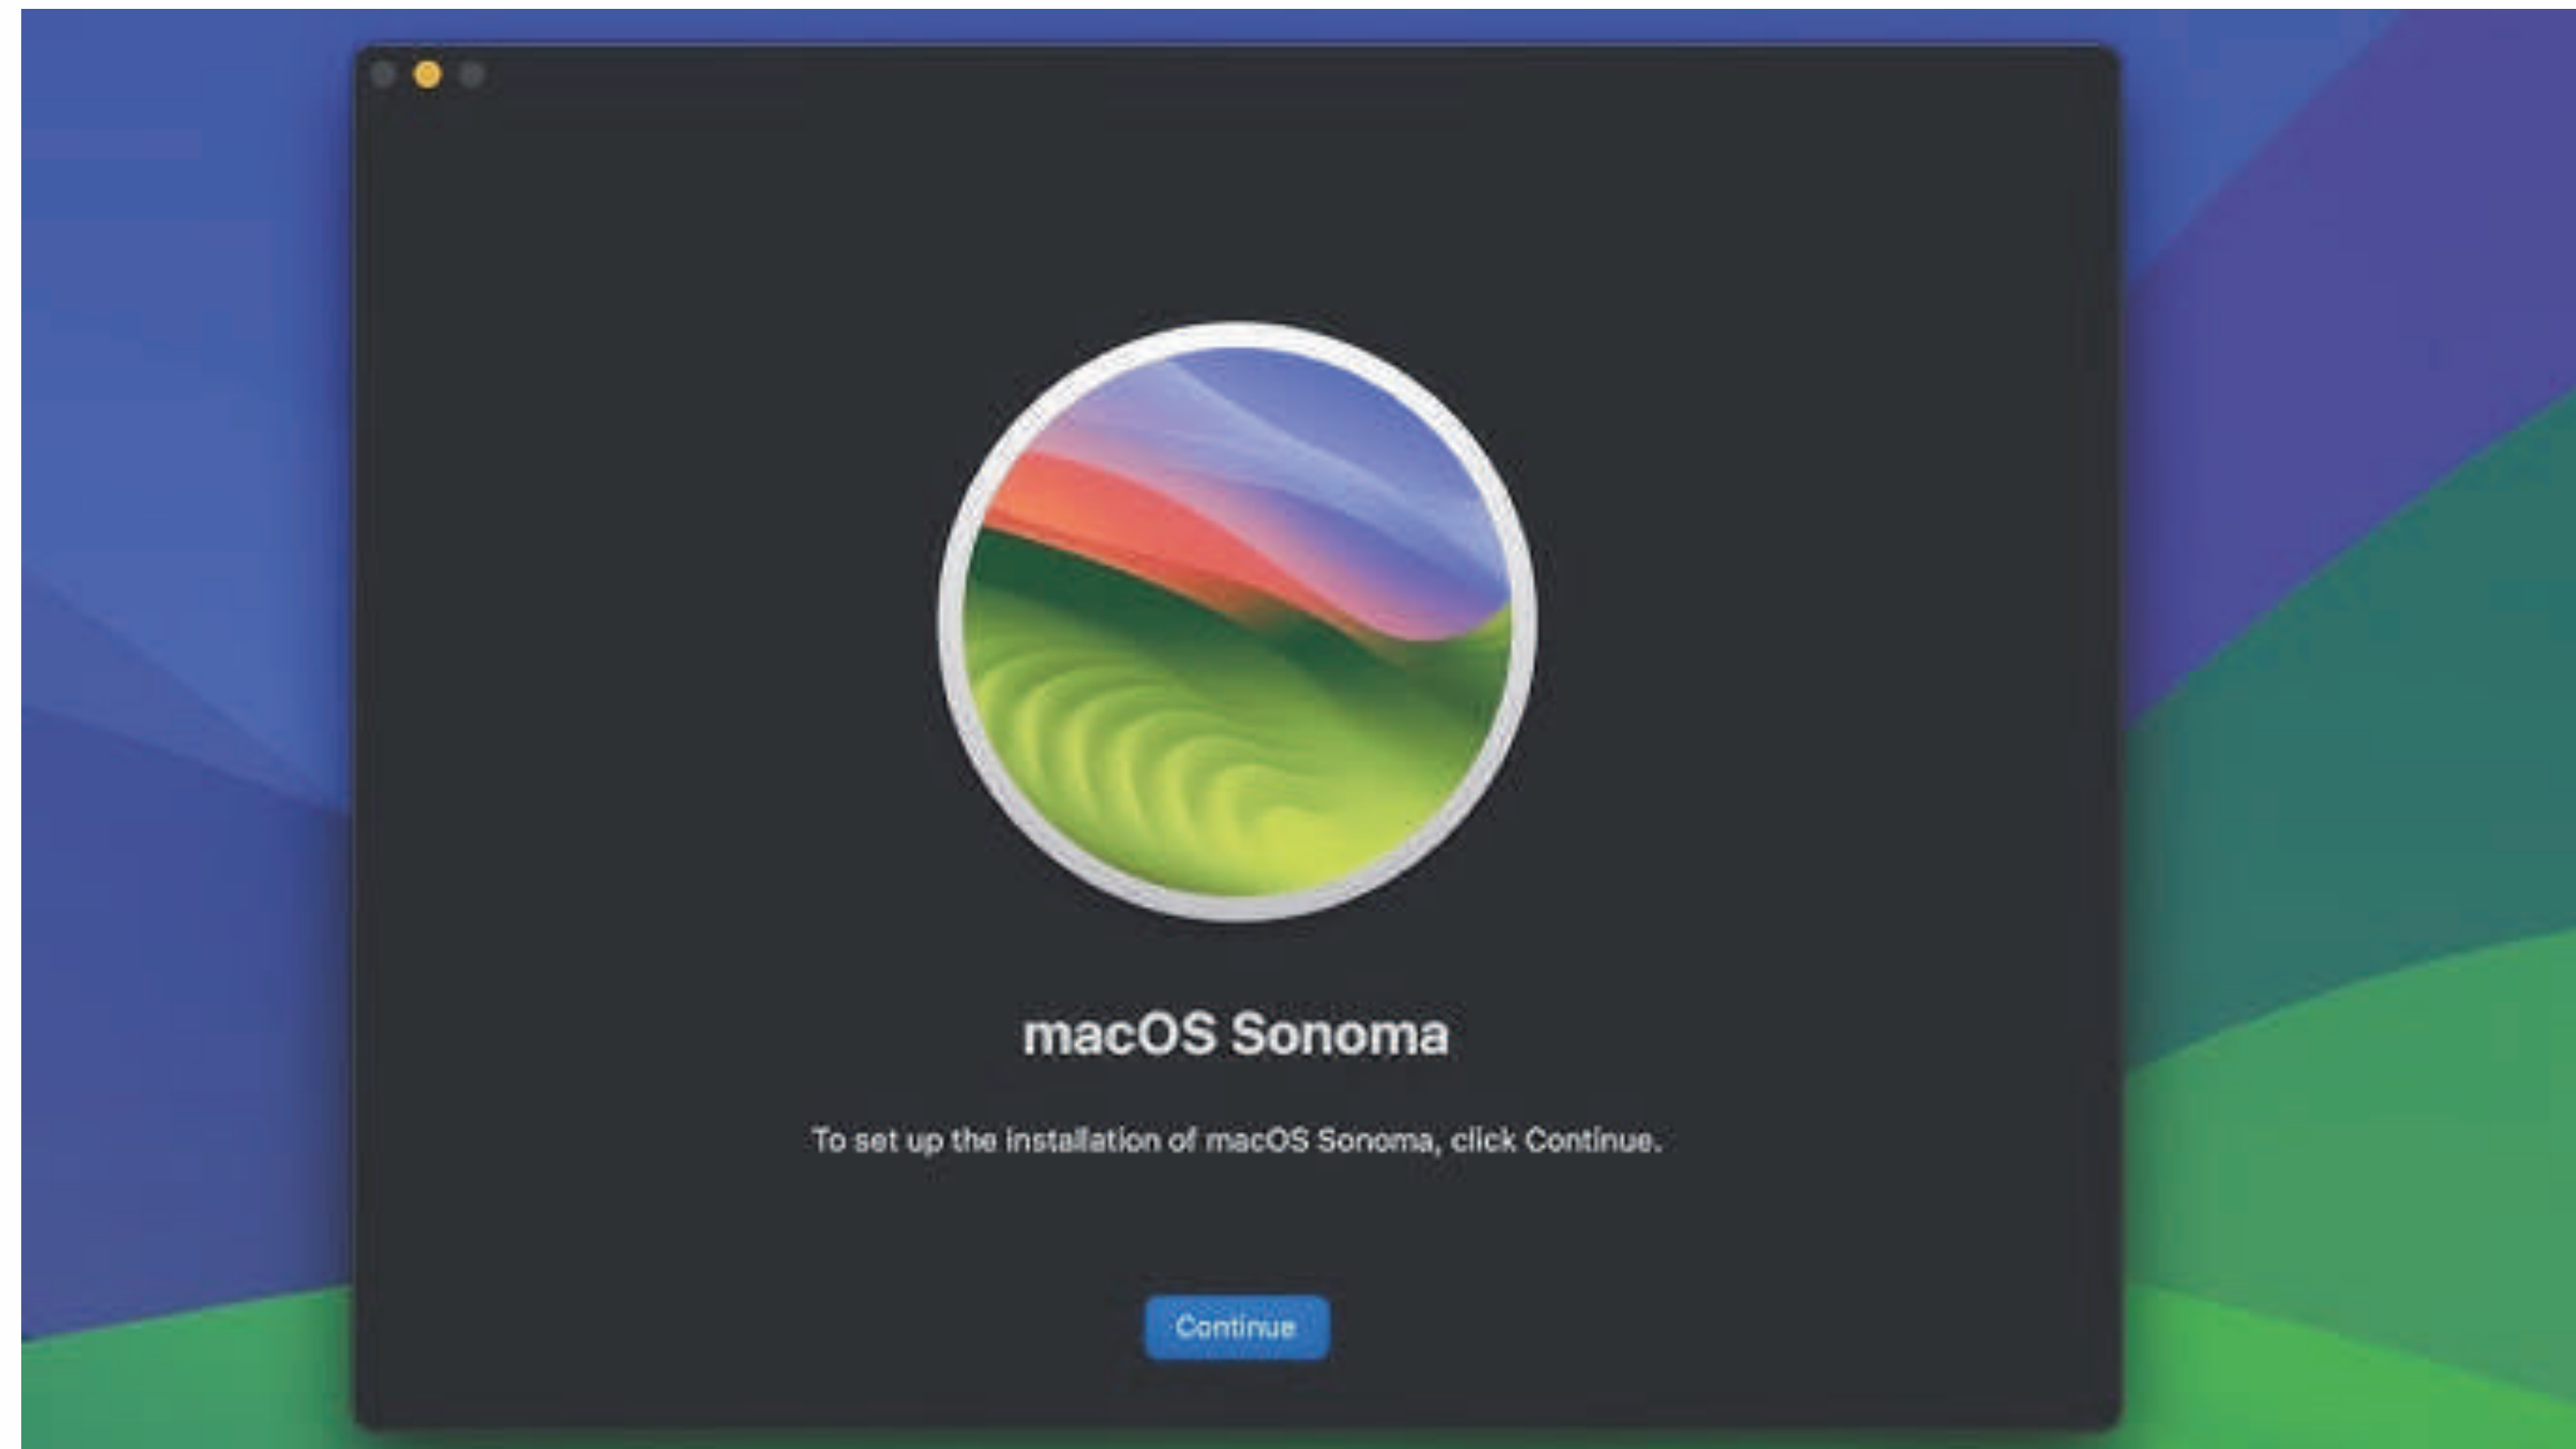 macOS Sonoma
To set up the installation of macOS Sonoma, click Continue.
Continue